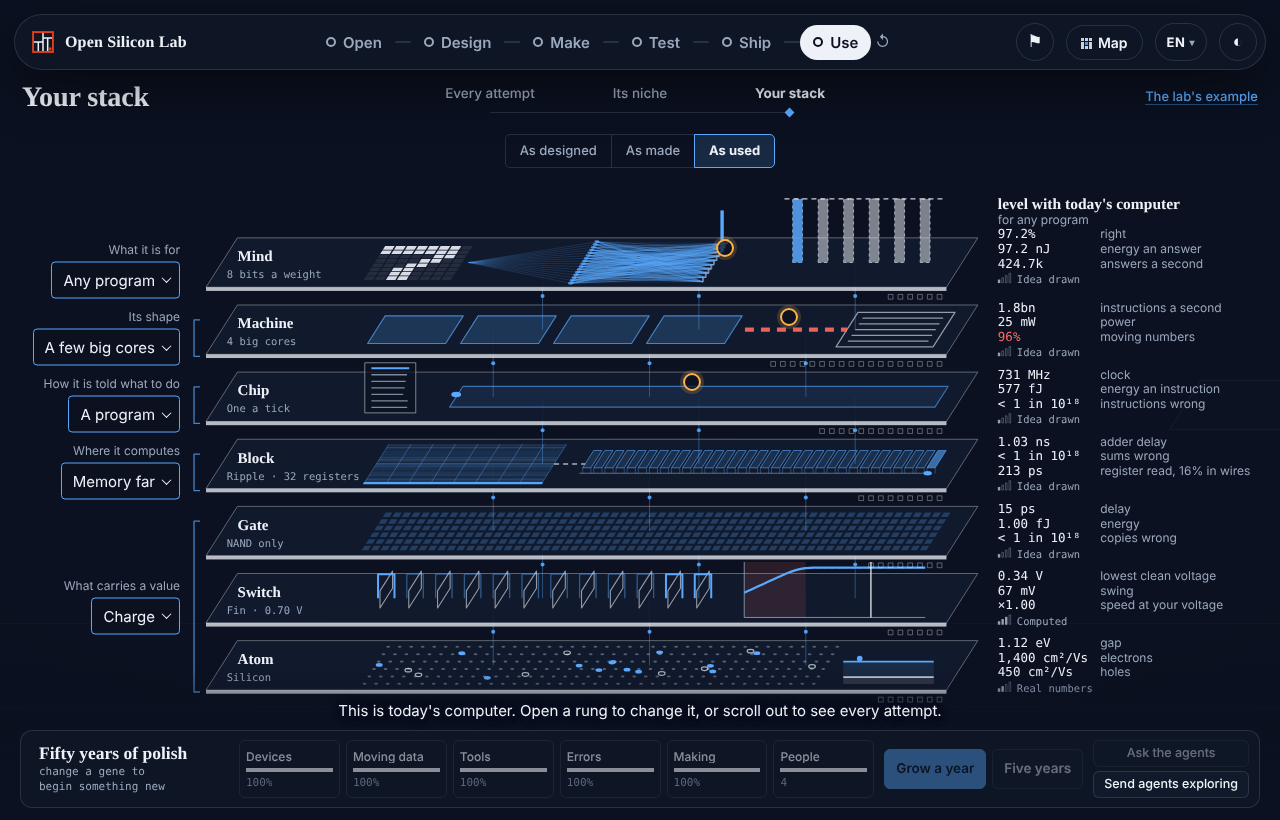 Open Silicon Lab
Open
Design
Make
Test
Ship
Use
Map
EN
Your stack
Every attempt
Its niche
Your stack
The lab's example
As designed
As made
As used
level with today's computer
for any program
What it is for
Any program
Mind
8 bits a weight
97.2% right
97.2 nJ energy an answer
424.7k answers a second
Idea drawn
Its shape
A few big cores
Machine
4 big cores
1.8bn instructions a second
25 mW power
96% moving numbers
Idea drawn
How it is told what to do
A program
Chip
One a tick
731 MHz clock
577 fJ energy an instruction
< 1 in 10¹⁸ instructions wrong
Idea drawn
Where it computes
Memory far
Block
Ripple · 32 registers
1.03 ns adder delay
< 1 in 10¹⁸ sums wrong
213 ps register read, 16% in wires
Idea drawn
Gate
NAND only
15 ps delay
1.00 fJ energy
< 1 in 10¹⁸ copies wrong
Idea drawn
What carries a value
Charge
Switch
Fin · 0.70 V
0.34 V lowest clean voltage
67 mV swing
×1.00 speed at your voltage
Computed
Atom
Silicon
1.12 eV gap
1,400 cm²/Vs electrons
450 cm²/Vs holes
Real numbers
This is today's computer. Open a rung to change it, or scroll out to see every attempt.
Fifty years of polish
change a gene to
begin something new
Devices
100%
Moving data
100%
Tools
100%
Errors
100%
Making
100%
People
4
Grow a year
Five years
Ask the agents
Send agents exploring